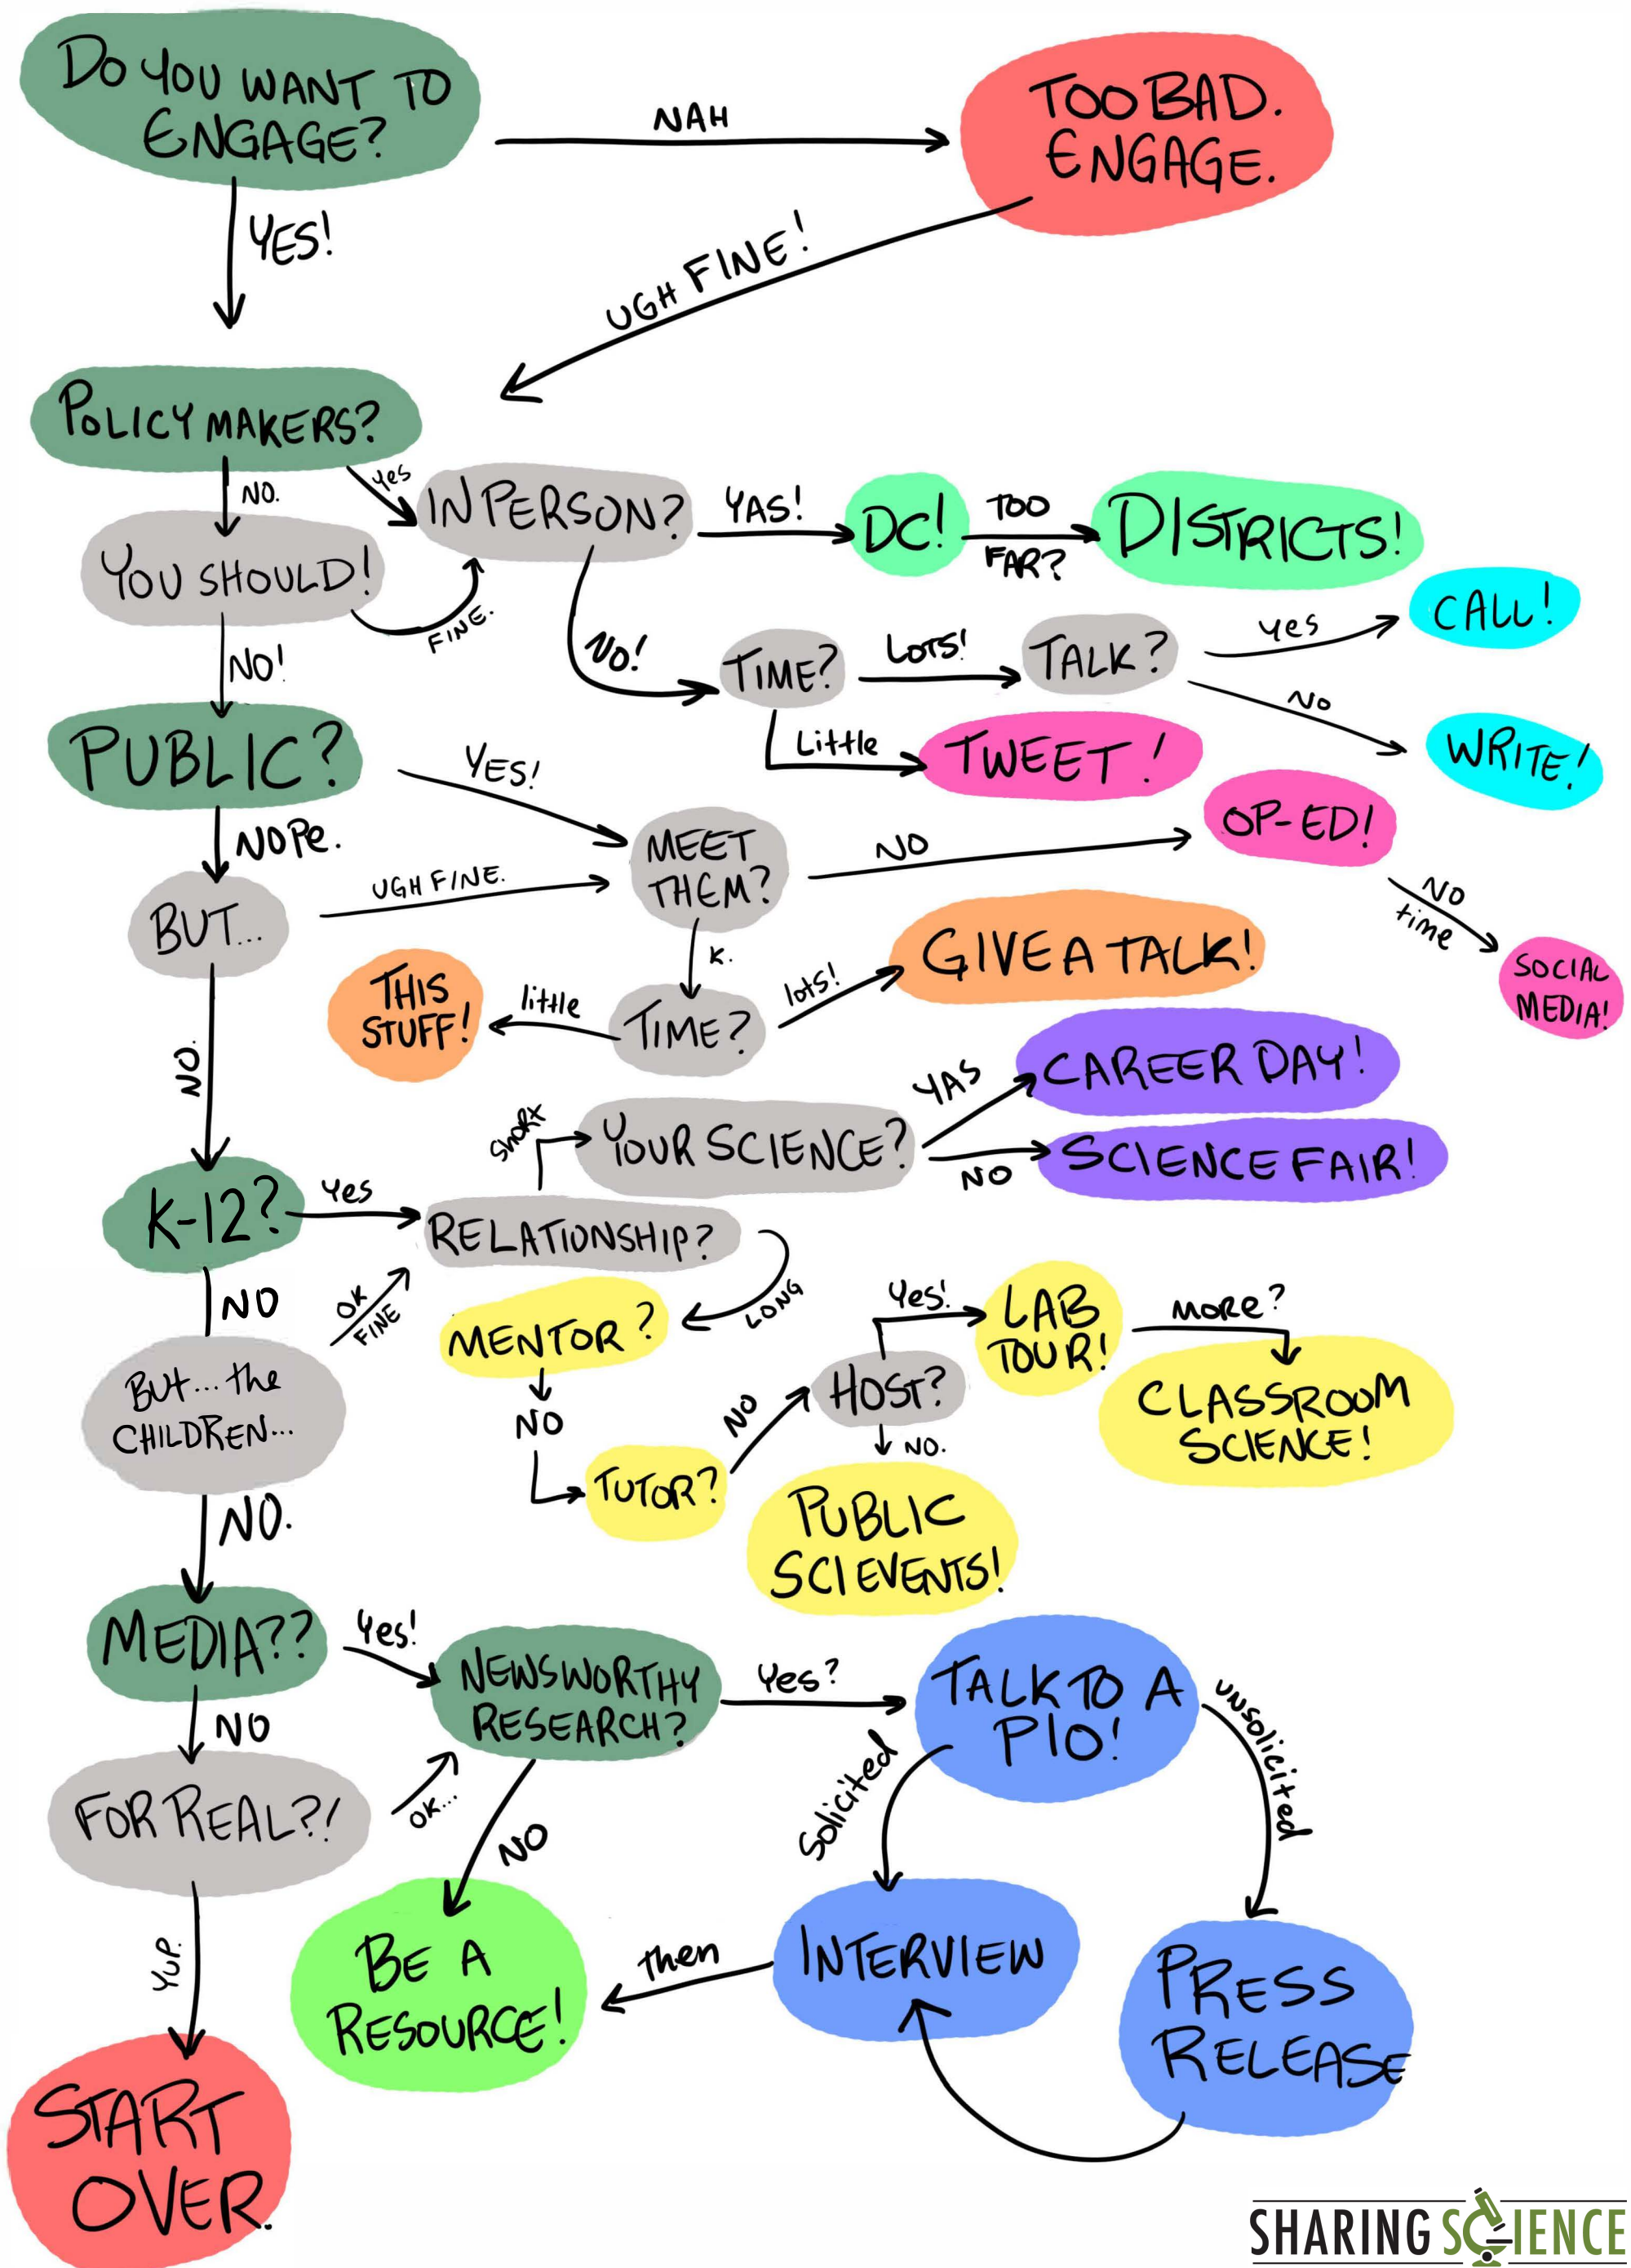 DO YOU WANT TO
ENGAGE?
NAH
TOO BAD.
ENGAGE.
YES!
UGH FINE!
POLICYMAKERS?
NO.
yes
IN PERSON?
YAS!
DC!
TOO
FAR?
DISTRICTS!
YOU SHOULD!
FINE.
NO!
NO!
TIME?
LOTS!
TALK?
yes
CALL!
NO
WRITE!
Little
TWEET!
PUBLIC?
YES!
NOPe.
BUT...
UGH FINE.
MEET
THEM?
NO
OP-ED!
NO
time
SOCIAL
MEDIA!
K.
TIME?
little
THIS
STUFF!
lots!
GIVE A TALK!
NO.
K-12?
Yes
RELATIONSHIP?
SHORT
YOUR SCIENCE?
YAS
CAREER DAY!
NO
SCIENCE FAIR!
NO
OK
FINE
BUT... the
CHILDREN...
LONG
MENTOR?
NO
TUTOR?
NO
HOST?
Yes!
LAB
TOUR!
MORE?
CLASSROOM
SCIENCE!
NO.
PUBLIC
SCI EVENTS!
NO.
MEDIA??
Yes!
NEWSWORTHY
RESEARCH?
Yes?
TALK TO A
PIO!
NO
FOR REAL?!
OK...
NO
Solicited
UNSolicited
BE A
RESOURCE!
then
INTERVIEW
PRESS
RELEASE
YUP.
START
OVER.
SHARING SCIENCE